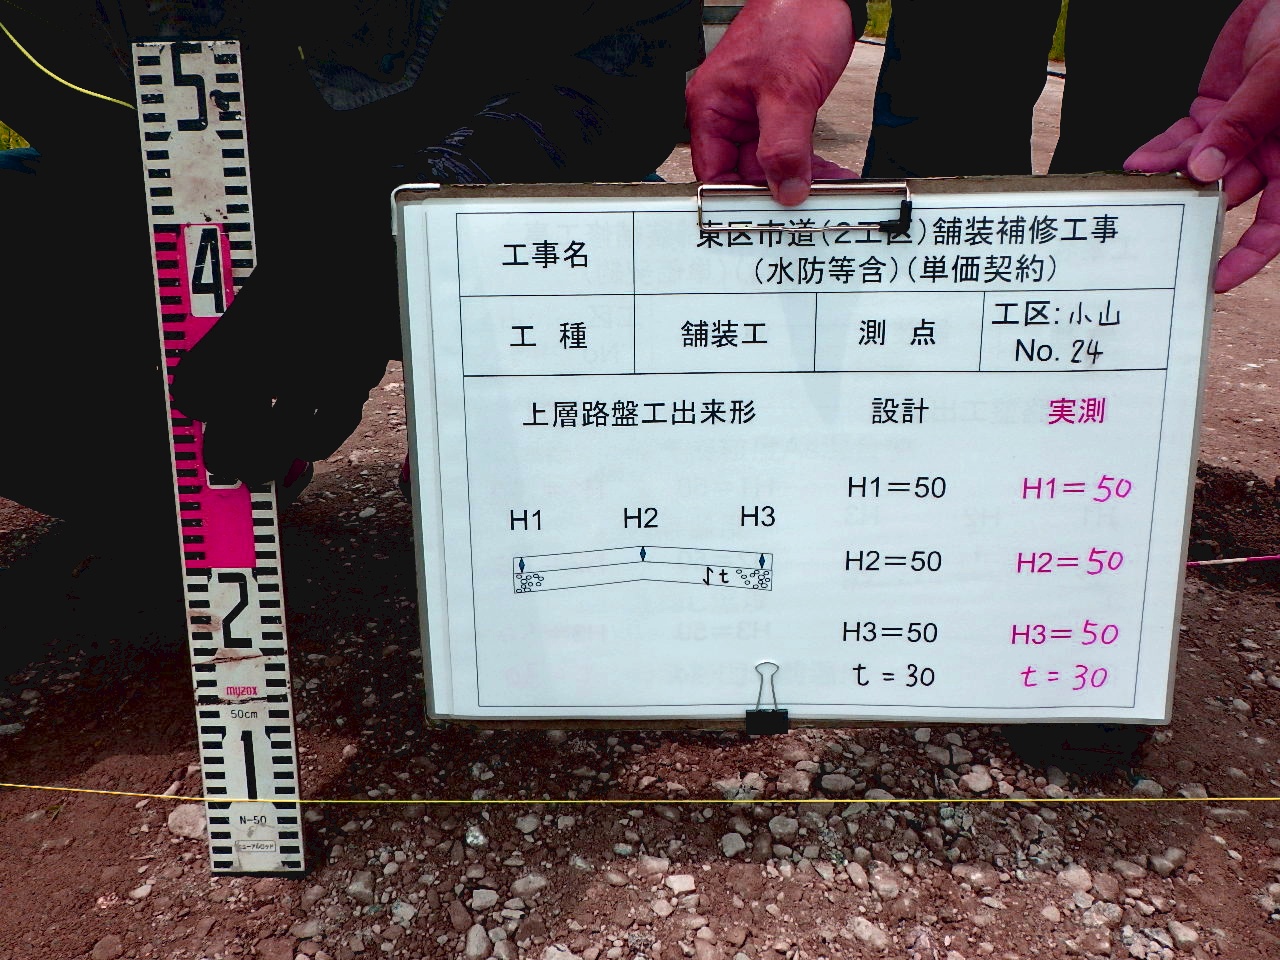 5
4
2
myzox
50cm
1
N-50
工事名
東区市道(2工区)舗装補修工事
(水防等含)(単価契約)
工種
舗装工
測点
工区:小山
No. 24
上層路盤工出来形
設計
実測
H1=50
H1=50
H1
H2
H3
H2=50
H2=50
t
H3=50
H3=50
t=30
t=30